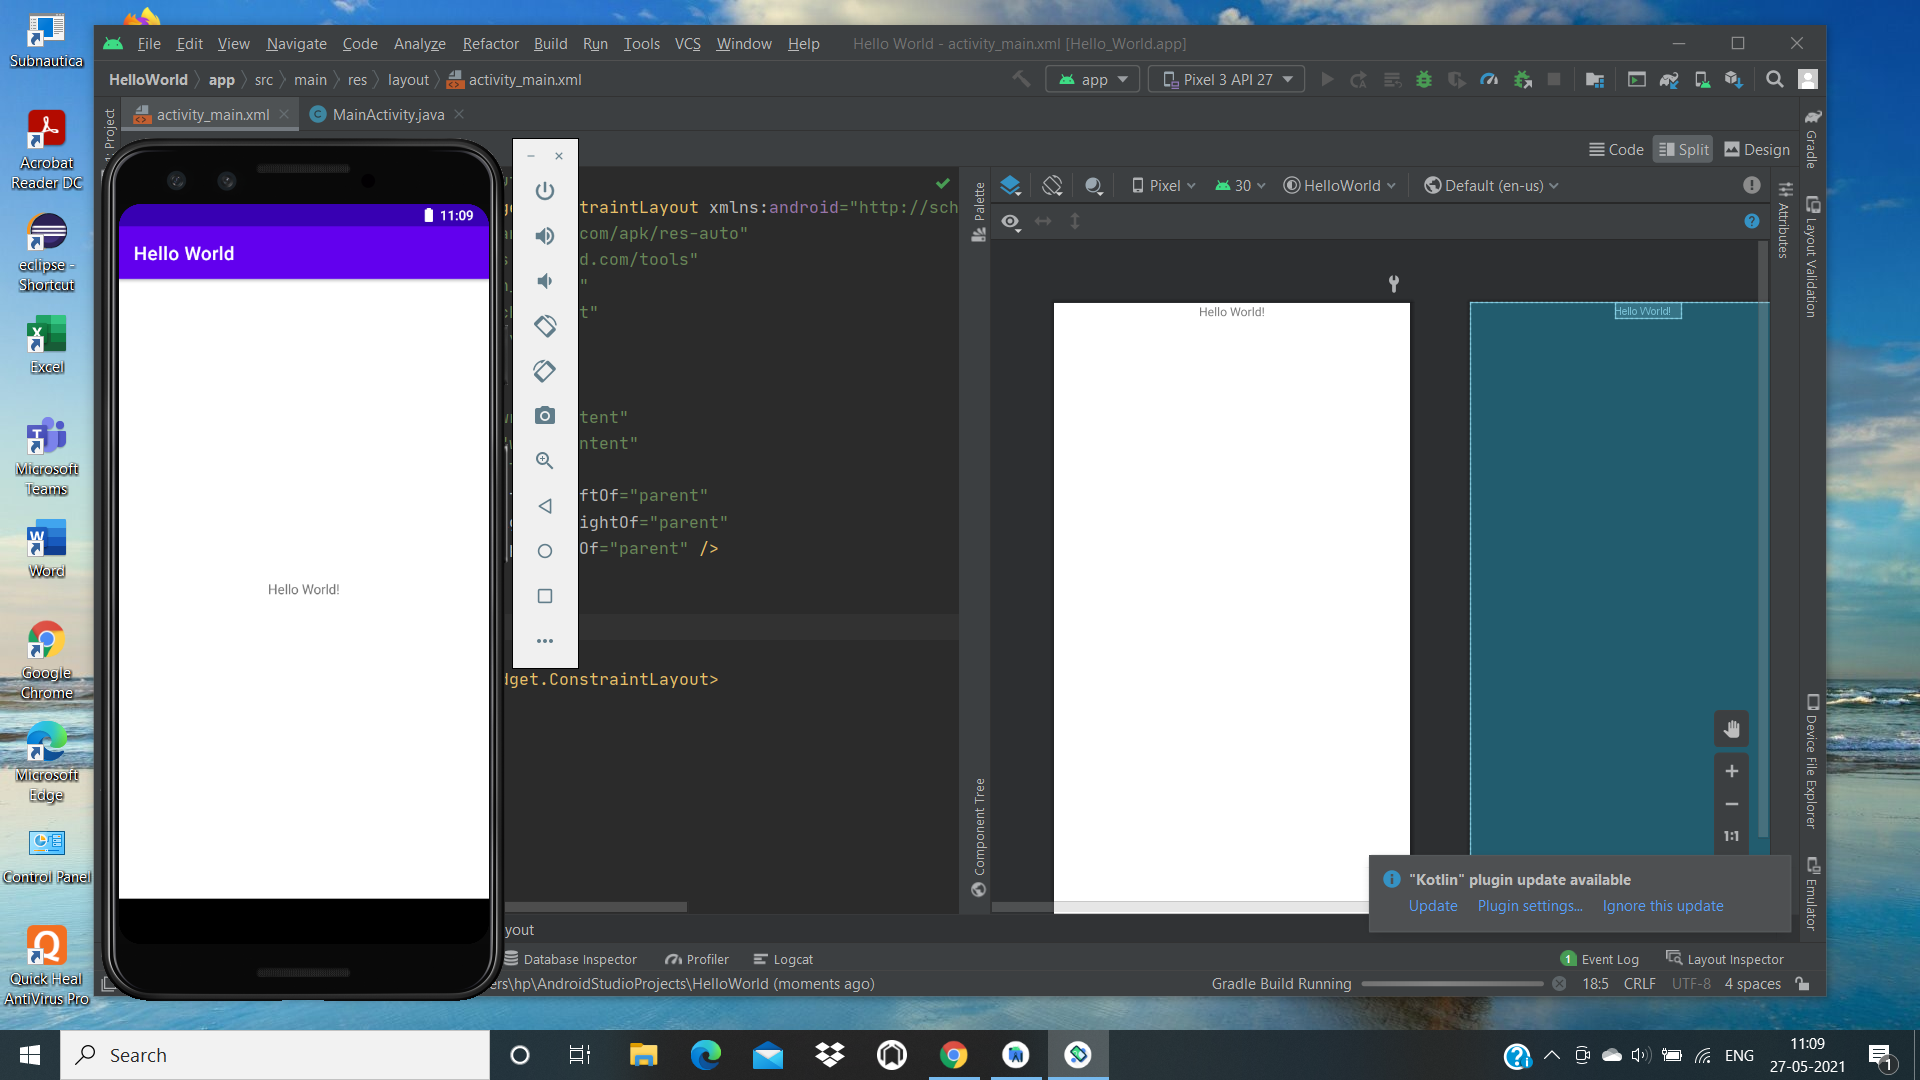 Subnautica
Acrobat
Reader DC
eclipse -
Shortcut
Excel
Microsoft
Teams
Word
Google
Chrome
Microsoft
Edge
Control Panel
Quick Heal
AntiVirus Pro
File Edit View Navigate Code Analyze Refactor Build Run Tools VCS Window Help Hello World - activity_main.xml [Hello_World.app]
HelloWorld app src main res layout activity_main.xml
app Pixel 3 API 27
activity_main.xml MainActivity.java
Project
Code Split Design
Palette
Pixel 30 HelloWorld Default (en-us)
Gradle
Attributes
Layout Validation
11:09
Hello World
Hello World!
traintLayout xmlns:android="http://sch
.com/apk/res-auto"
d.com/tools"
"
t"
tent"
ntent"
ftOf="parent"
ightOf="parent"
Of="parent" />
dget.ConstraintLayout>
Hello World!
Hello World!
1:1
Component Tree
Device File Explorer
Emulator
"Kotlin" plugin update available
Update Plugin settings... Ignore this update
yout
Database Inspector Profiler Logcat
1 Event Log Layout Inspector
ers\hp\AndroidStudioProjects\HelloWorld (moments ago)
Gradle Build Running 18:5 CRLF UTF-8 4 spaces
Search
ENG
11:09
27-05-2021
1